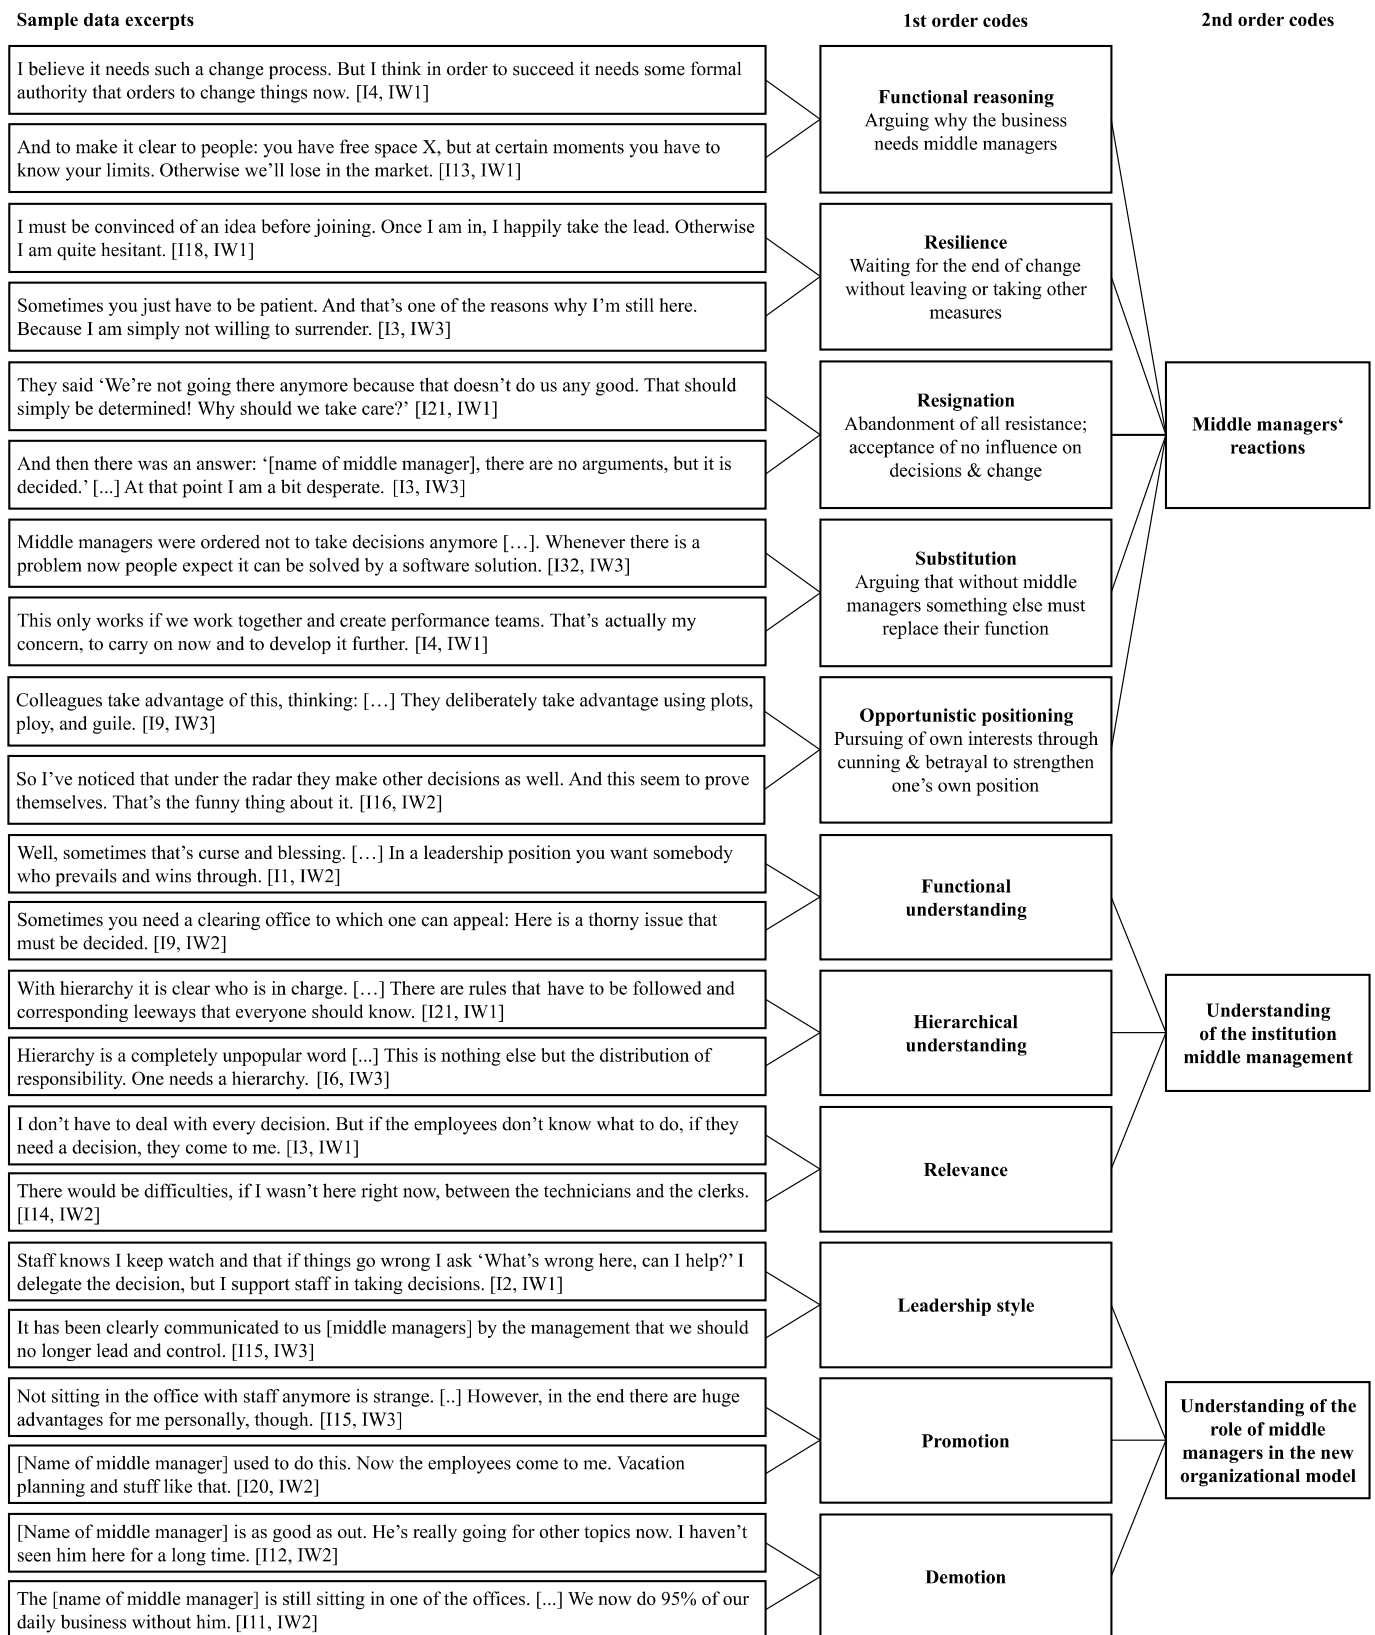 Sample data excerpts
1st order codes
2nd order codes
I believe it needs such a change process. But I think in order to succeed it needs some formal
authority that orders to change things now. [I4, IW1]
And to make it clear to people: you have free space X, but at certain moments you have to
know your limits. Otherwise we’ll lose in the market. [I13, IW1]
Functional reasoning
Arguing why the business
needs middle managers
I must be convinced of an idea before joining. Once I am in, I happily take the lead. Otherwise
I am quite hesitant. [I18, IW1]
Sometimes you just have to be patient. And that’s one of the reasons why I’m still here.
Because I am simply not willing to surrender. [I3, IW3]
Resilience
Waiting for the end of change
without leaving or taking other
measures
They said ‘We’re not going there anymore because that doesn’t do us any good. That should
simply be determined! Why should we take care?’ [I21, IW1]
And then there was an answer: ‘[name of middle manager], there are no arguments, but it is
decided.’ [...] At that point I am a bit desperate. [I3, IW3]
Resignation
Abandonment of all resistance;
acceptance of no influence on
decisions & change
Middle managers were ordered not to take decisions anymore […]. Whenever there is a
problem now people expect it can be solved by a software solution. [I32, IW3]
This only works if we work together and create performance teams. That’s actually my
concern, to carry on now and to develop it further. [I4, IW1]
Substitution
Arguing that without middle
managers something else must
replace their function
Colleagues take advantage of this, thinking: […] They deliberately take advantage using plots,
ploy, and guile. [I9, IW3]
So I’ve noticed that under the radar they make other decisions as well. And this seem to prove
themselves. That’s the funny thing about it. [I16, IW2]
Opportunistic positioning
Pursuing of own interests through
cunning & betrayal to strengthen
one’s own position
Middle managers‘
reactions
Well, sometimes that’s curse and blessing. […] In a leadership position you want somebody
who prevails and wins through. [I1, IW2]
Sometimes you need a clearing office to which one can appeal: Here is a thorny issue that
must be decided. [I9, IW2]
Functional
understanding
With hierarchy it is clear who is in charge. […] There are rules that have to be followed and
corresponding leeways that everyone should know. [I21, IW1]
Hierarchy is a completely unpopular word [...] This is nothing else but the distribution of
responsibility. One needs a hierarchy. [I6, IW3]
Hierarchical
understanding
I don’t have to deal with every decision. But if the employees don’t know what to do, if they
need a decision, they come to me. [I3, IW1]
There would be difficulties, if I wasn’t here right now, between the technicians and the clerks.
[I14, IW2]
Relevance
Understanding
of the institution
middle management
Staff knows I keep watch and that if things go wrong I ask ‘What’s wrong here, can I help?’ I
delegate the decision, but I support staff in taking decisions. [I2, IW1]
It has been clearly communicated to us [middle managers] by the management that we should
no longer lead and control. [I15, IW3]
Leadership style
Not sitting in the office with staff anymore is strange. [..] However, in the end there are huge
advantages for me personally, though. [I15, IW3]
[Name of middle manager] used to do this. Now the employees come to me. Vacation
planning and stuff like that. [I20, IW2]
Promotion
[Name of middle manager] is as good as out. He’s really going for other topics now. I haven’t
seen him here for a long time. [I12, IW2]
The [name of middle manager] is still sitting in one of the offices. [...] We now do 95% of our
daily business without him. [I11, IW2]
Demotion
Understanding of the
role of middle
managers in the new
organizational model